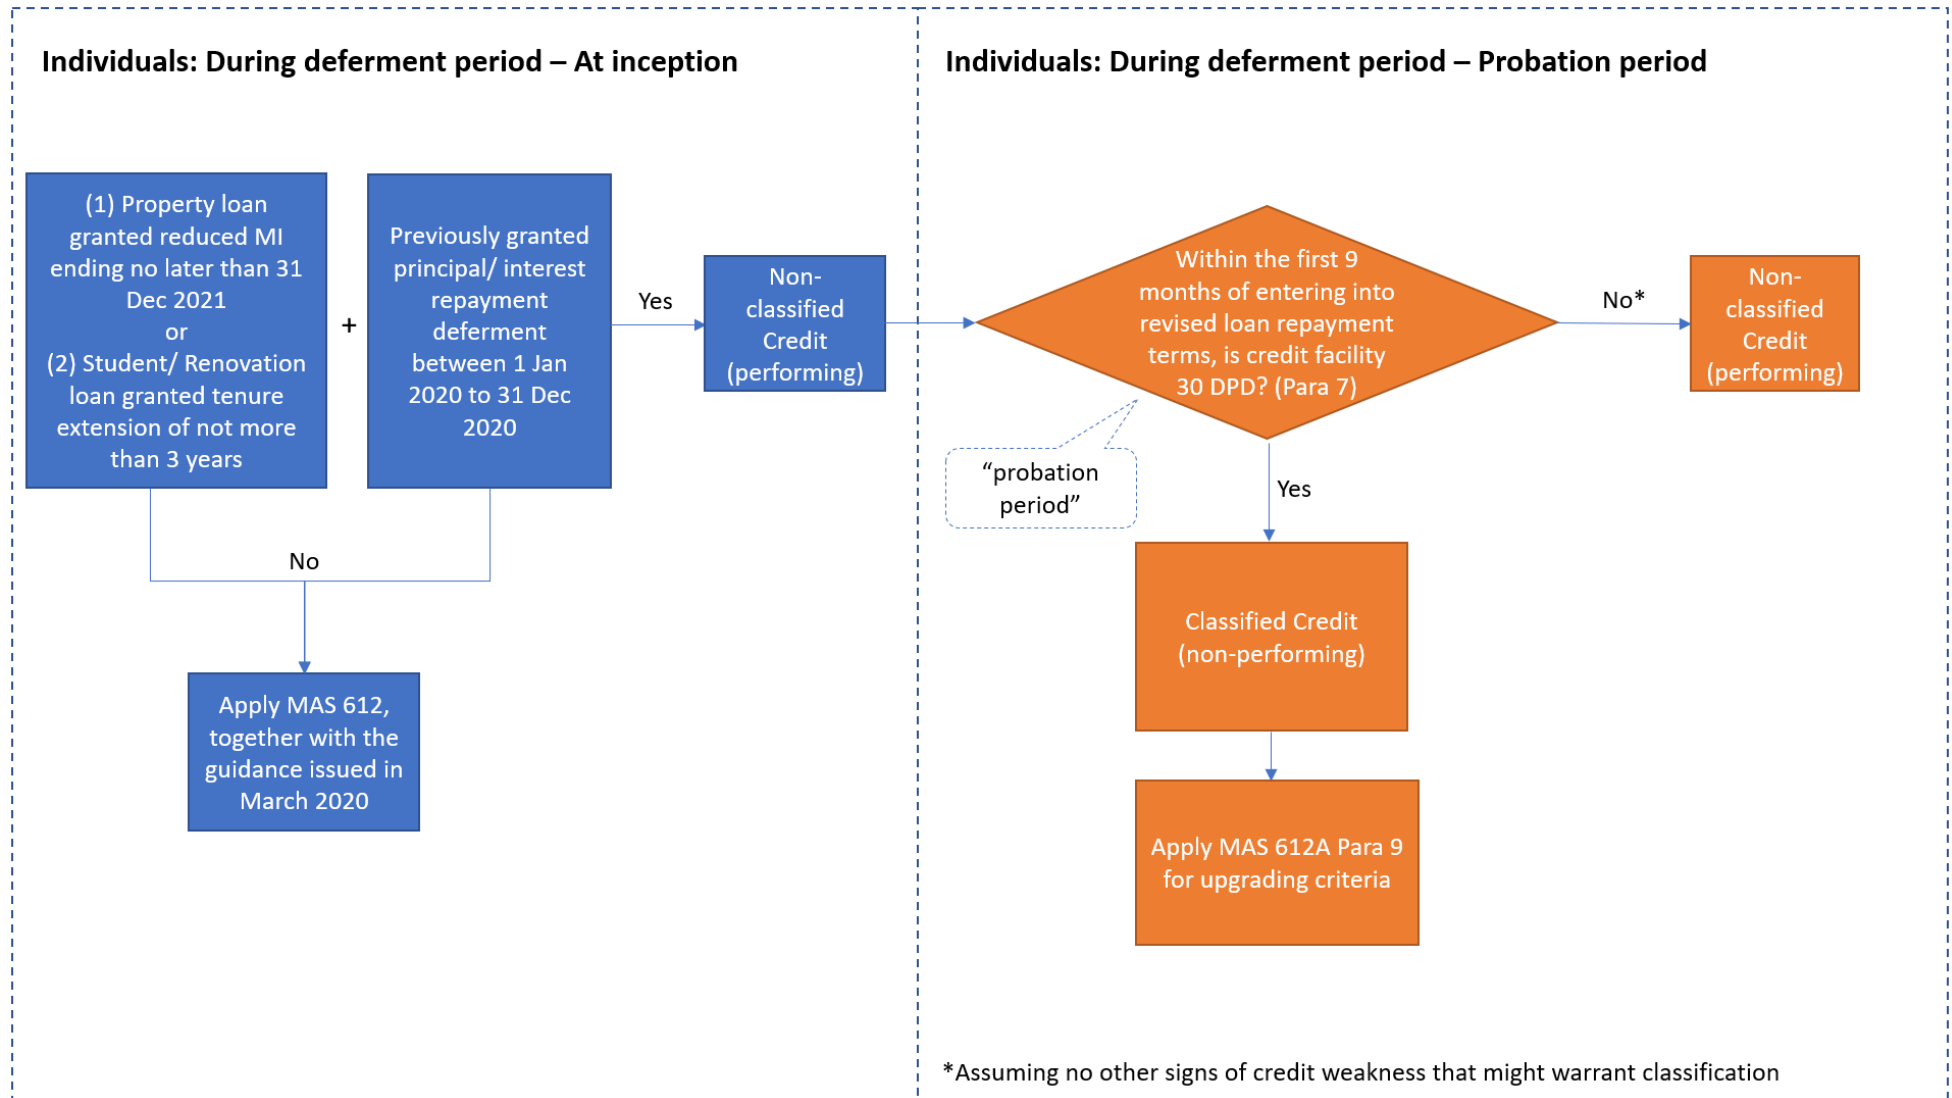 Individuals: During deferment period – At inception
(1) Property loan
granted reduced MI
ending no later than 31
Dec 2021
or
(2) Student/ Renovation
loan granted tenure
extension of not more
than 3 years
+
Previously granted
principal/ interest
repayment
deferment
between 1 Jan
2020 to 31 Dec
2020
Yes
Non-
classified
Credit
(performing)
No
Apply MAS 612,
together with the
guidance issued in
March 2020
Individuals: During deferment period – Probation period
Within the first 9
months of entering into
revised loan repayment
terms, is credit facility
30 DPD? (Para 7)
No*
Non-
classified
Credit
(performing)
“probation
period”
Yes
Classified Credit
(non-performing)
Apply MAS 612A Para 9
for upgrading criteria
*Assuming no other signs of credit weakness that might warrant classification